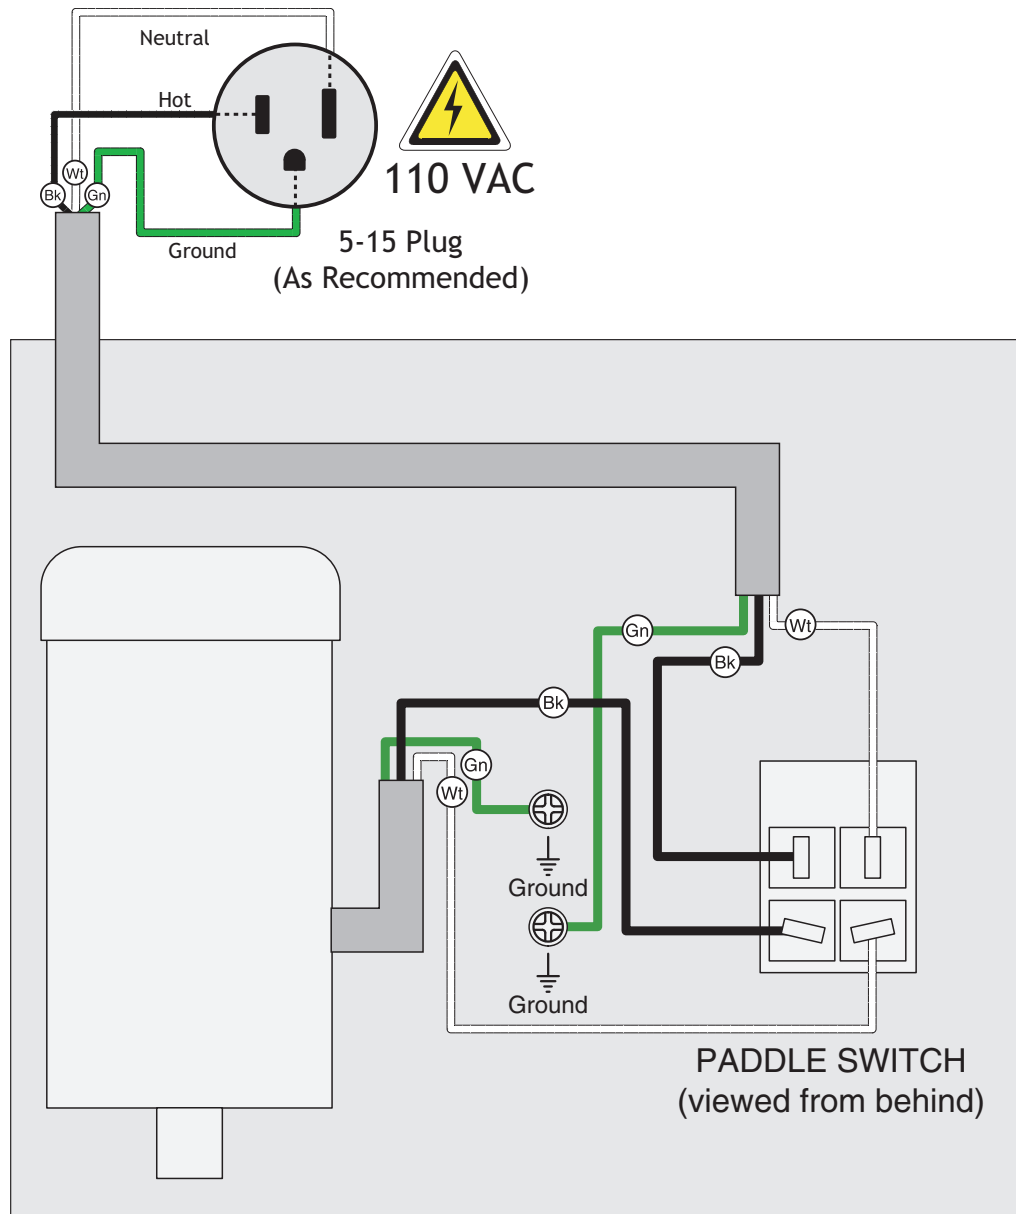 Neutral
Hot
110 VAC
Wt
Bk
Gn
Ground
5-15 Plug
(As Recommended)
Gn
Wt
Bk
Bk
Gn
Wt
Ground
Ground
PADDLE SWITCH
(viewed from behind)